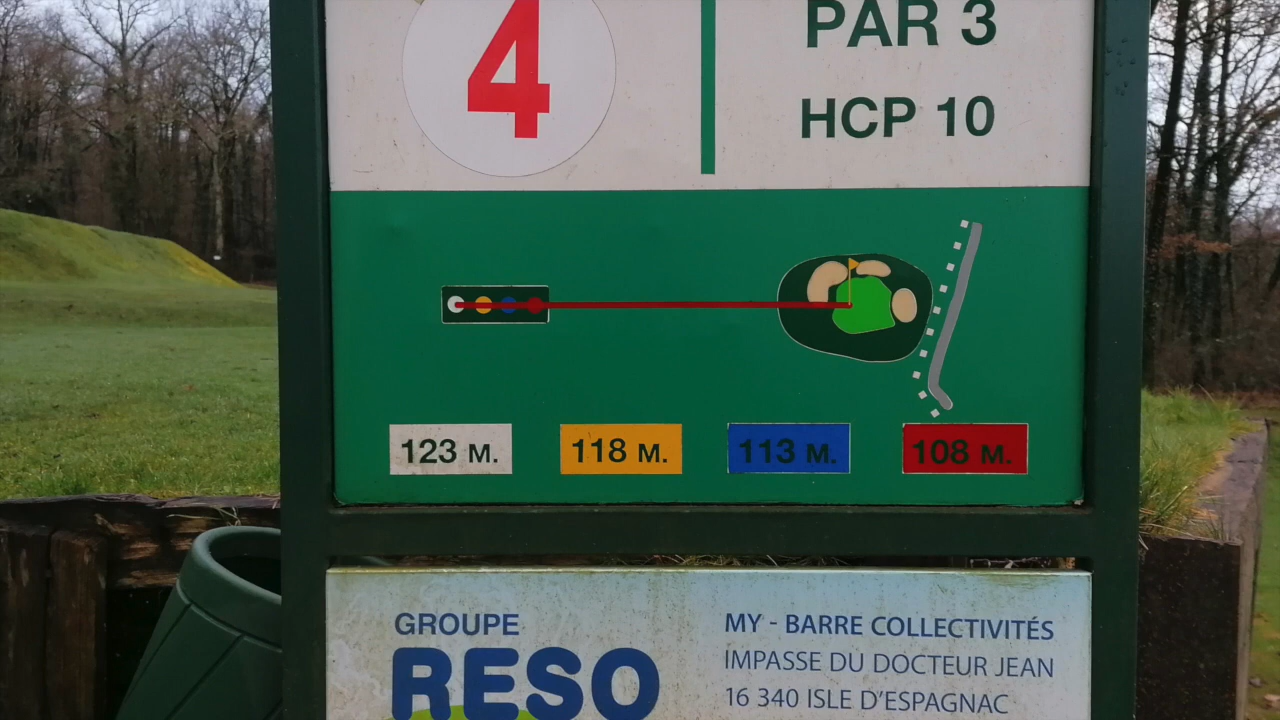 4
PAR 3
HCP 10
123 M.
118 M.
113 M.
108 M.
GROUPE
RESO
MY - BARRE COLLECTIVITÉS
IMPASSE DU DOCTEUR JEAN
16 340 ISLE D'ESPAGNAC